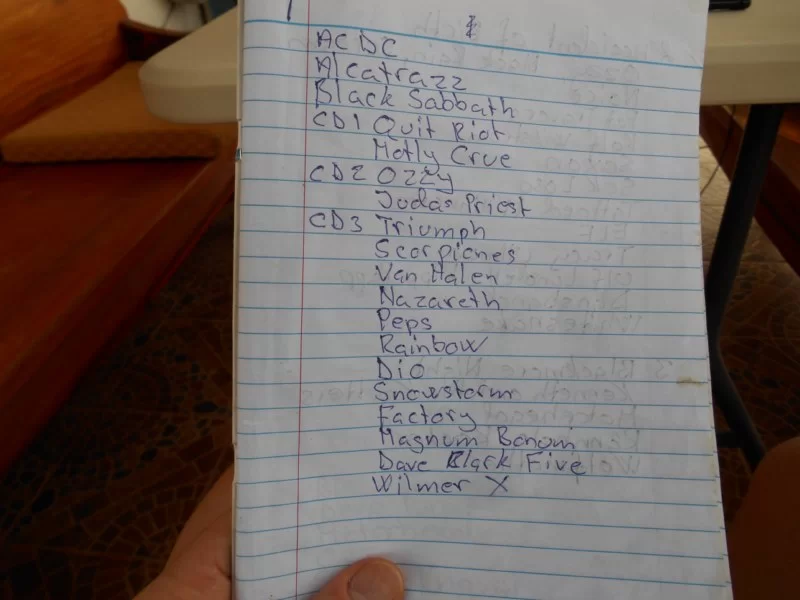 ACDC
Alcatrazz
Black Sabbath
CD1 Quit Riot
Motly Crue
CD2 Ozzy
Judas Priest
CD3 Triumph
Scorpiones
Van Halen
Nazareth
Peps
Rainbow
Dio
Snowstorm
Factory
Magnum Bonum
Dave Black Five
Wilmer X